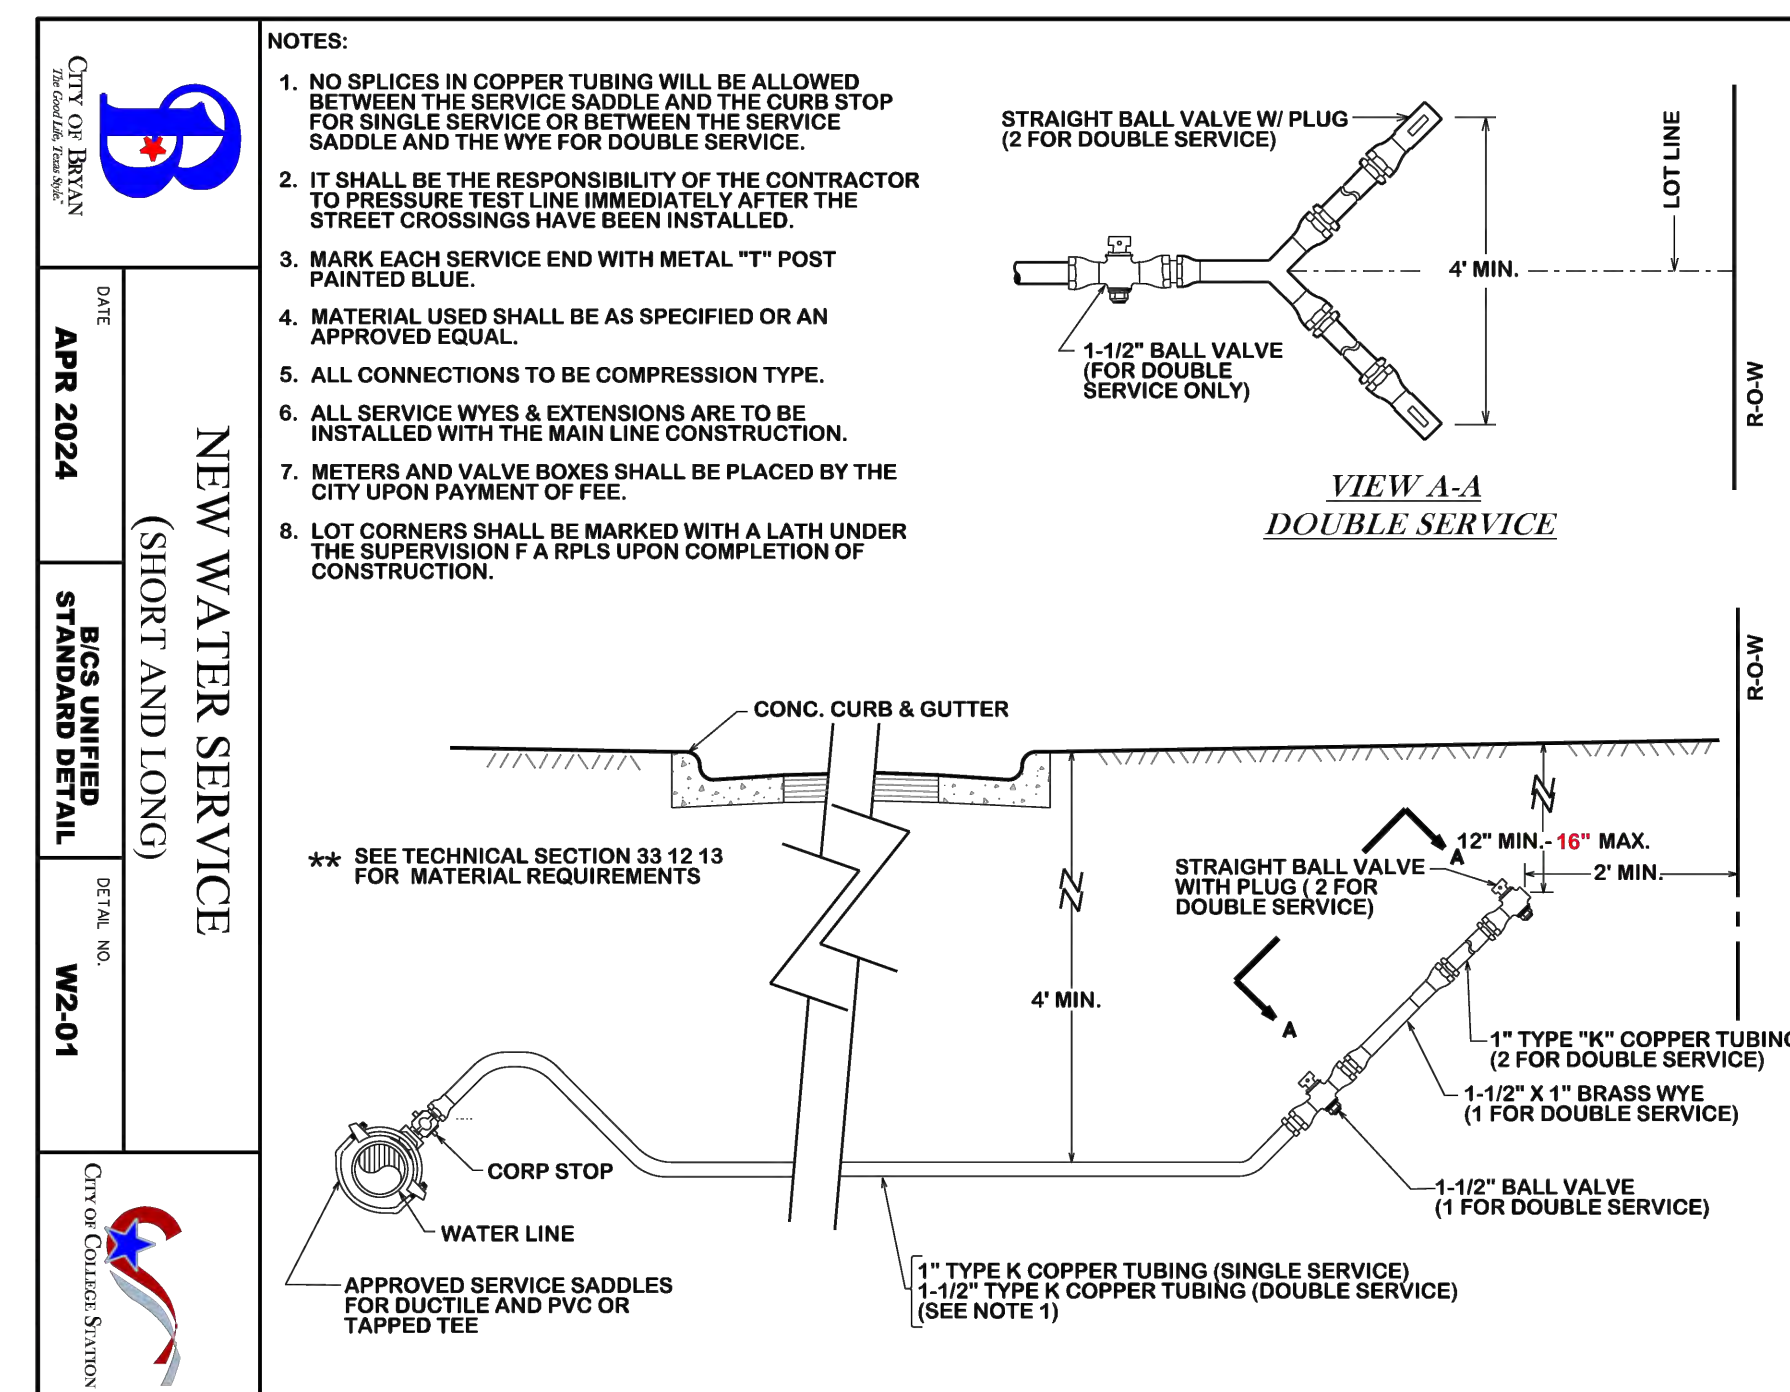 CITY OF BRYAN
The Good Life, Texas Style.™
DATE
APR 2024
B/CS UNIFIED
STANDARD DETAIL
DETAIL NO.
W2-01
NEW WATER SERVICE
(SHORT AND LONG)
CITY OF COLLEGE STATION
NOTES:
1. NO SPLICES IN COPPER TUBING WILL BE ALLOWED
BETWEEN THE SERVICE SADDLE AND THE CURB STOP
FOR SINGLE SERVICE OR BETWEEN THE SERVICE
SADDLE AND THE WYE FOR DOUBLE SERVICE.
2. IT SHALL BE THE RESPONSIBILITY OF THE CONTRACTOR
TO PRESSURE TEST LINE IMMEDIATELY AFTER THE
STREET CROSSINGS HAVE BEEN INSTALLED.
3. MARK EACH SERVICE END WITH METAL "T" POST
PAINTED BLUE.
4. MATERIAL USED SHALL BE AS SPECIFIED OR AN
APPROVED EQUAL.
5. ALL CONNECTIONS TO BE COMPRESSION TYPE.
6. ALL SERVICE WYES & EXTENSIONS ARE TO BE
INSTALLED WITH THE MAIN LINE CONSTRUCTION.
7. METERS AND VALVE BOXES SHALL BE PLACED BY THE
CITY UPON PAYMENT OF FEE.
8. LOT CORNERS SHALL BE MARKED WITH A LATH UNDER
THE SUPERVISION F A RPLS UPON COMPLETION OF
CONSTRUCTION.
STRAIGHT BALL VALVE W/ PLUG
(2 FOR DOUBLE SERVICE)
LOT LINE
4' MIN.
1-1/2" BALL VALVE
(FOR DOUBLE
SERVICE ONLY)
R-O-W
VIEW A-A
DOUBLE SERVICE
R-O-W
CONC. CURB & GUTTER
** SEE TECHNICAL SECTION 33 12 13
FOR MATERIAL REQUIREMENTS
12" MIN.- 16" MAX.
A
STRAIGHT BALL VALVE
WITH PLUG ( 2 FOR
DOUBLE SERVICE)
2' MIN.
4' MIN.
A
1" TYPE "K" COPPER TUBING
(2 FOR DOUBLE SERVICE)
1-1/2" X 1" BRASS WYE
(1 FOR DOUBLE SERVICE)
CORP STOP
1-1/2" BALL VALVE
(1 FOR DOUBLE SERVICE)
WATER LINE
APPROVED SERVICE SADDLES
FOR DUCTILE AND PVC OR
TAPPED TEE
1" TYPE K COPPER TUBING (SINGLE SERVICE)
1-1/2" TYPE K COPPER TUBING (DOUBLE SERVICE)
(SEE NOTE 1)